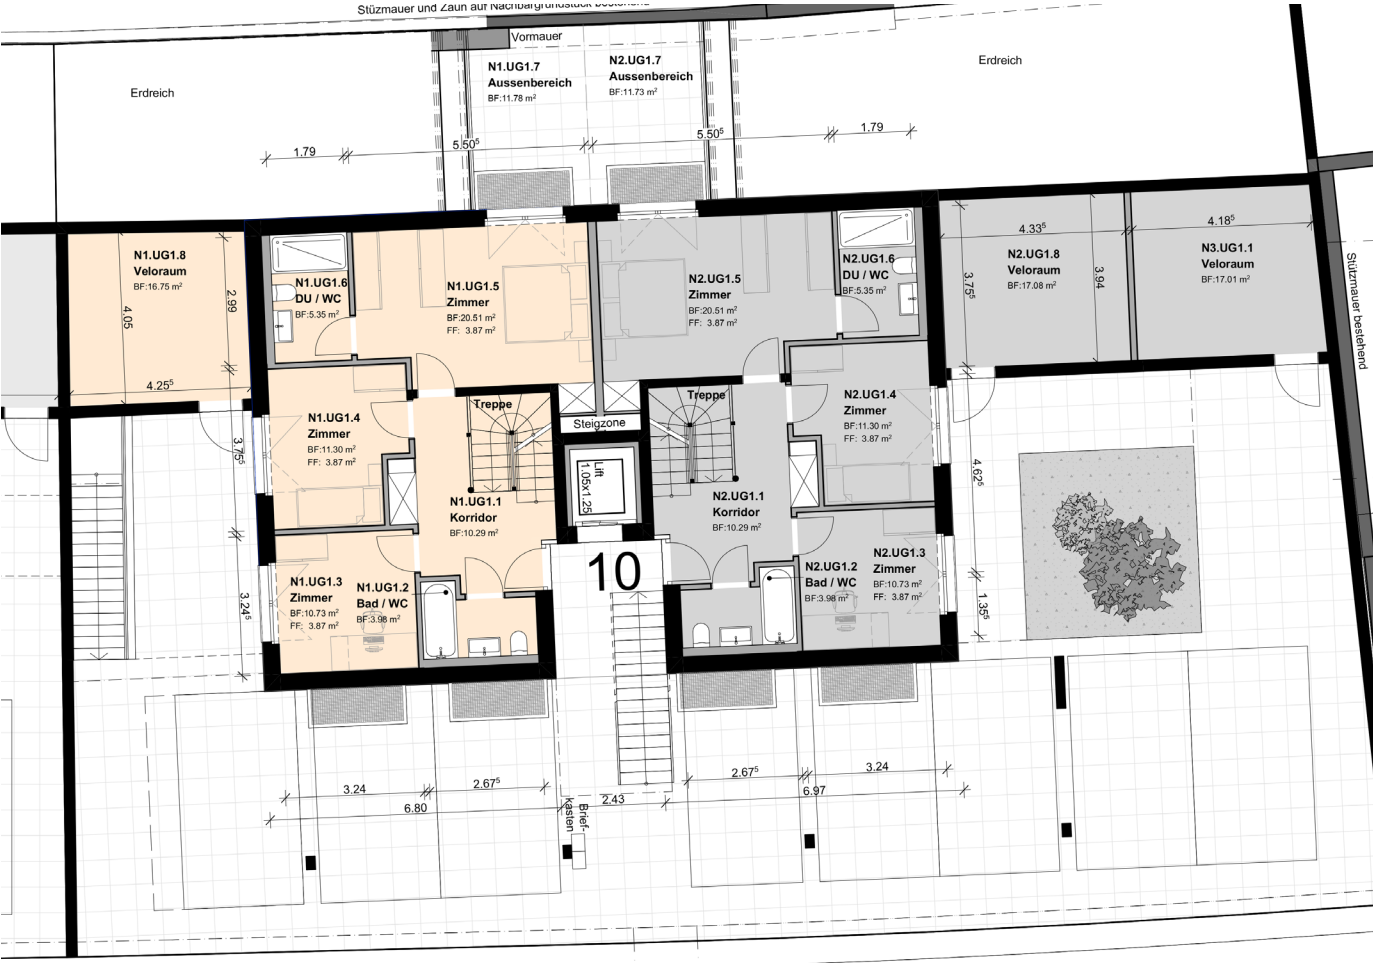 Stüzmauer und Zaun auf Nachbargrundstück bestehend
Vormauer
Erdreich
N1.UG1.7
Aussenbereich
BF:11.78 m²
N2.UG1.7
Aussenbereich
BF:11.73 m²
Erdreich
1.79
5.50⁵
5.50⁵
1.79
N1.UG1.8
Veloraum
BF:16.75 m²
2.99
4.05
4.25⁵
N1.UG1.6
DU / WC
BF:5.35 m²
N1.UG1.5
Zimmer
BF:20.51 m²
FF: 3.87 m²
N2.UG1.5
Zimmer
BF:20.51 m²
FF: 3.87 m²
N2.UG1.6
DU / WC
BF:5.35 m²
4.33⁵
N2.UG1.8
Veloraum
BF:17.08 m²
3.75⁵
3.94
4.18⁵
N3.UG1.1
Veloraum
BF:17.01 m²
Stützmauer bestehend
N1.UG1.4
Zimmer
BF:11.30 m²
FF: 3.87 m²
Treppe
Steigzone
Treppe
N2.UG1.4
Zimmer
BF:11.30 m²
FF: 3.87 m²
3.75⁵
Lift
1.05x1.25
4.62⁵
N1.UG1.1
Korridor
BF:10.29 m²
N2.UG1.1
Korridor
BF:10.29 m²
10
N1.UG1.3
Zimmer
BF:10.73 m²
FF: 3.87 m²
N1.UG1.2
Bad / WC
BF:3.98 m²
N2.UG1.2
Bad / WC
BF:3.98 m²
N2.UG1.3
Zimmer
BF:10.73 m²
FF: 3.87 m²
3.24⁵
1.35⁵
3.24
2.67⁵
2.67⁵
3.24
6.80
2.43
6.97
Brief-
kasten